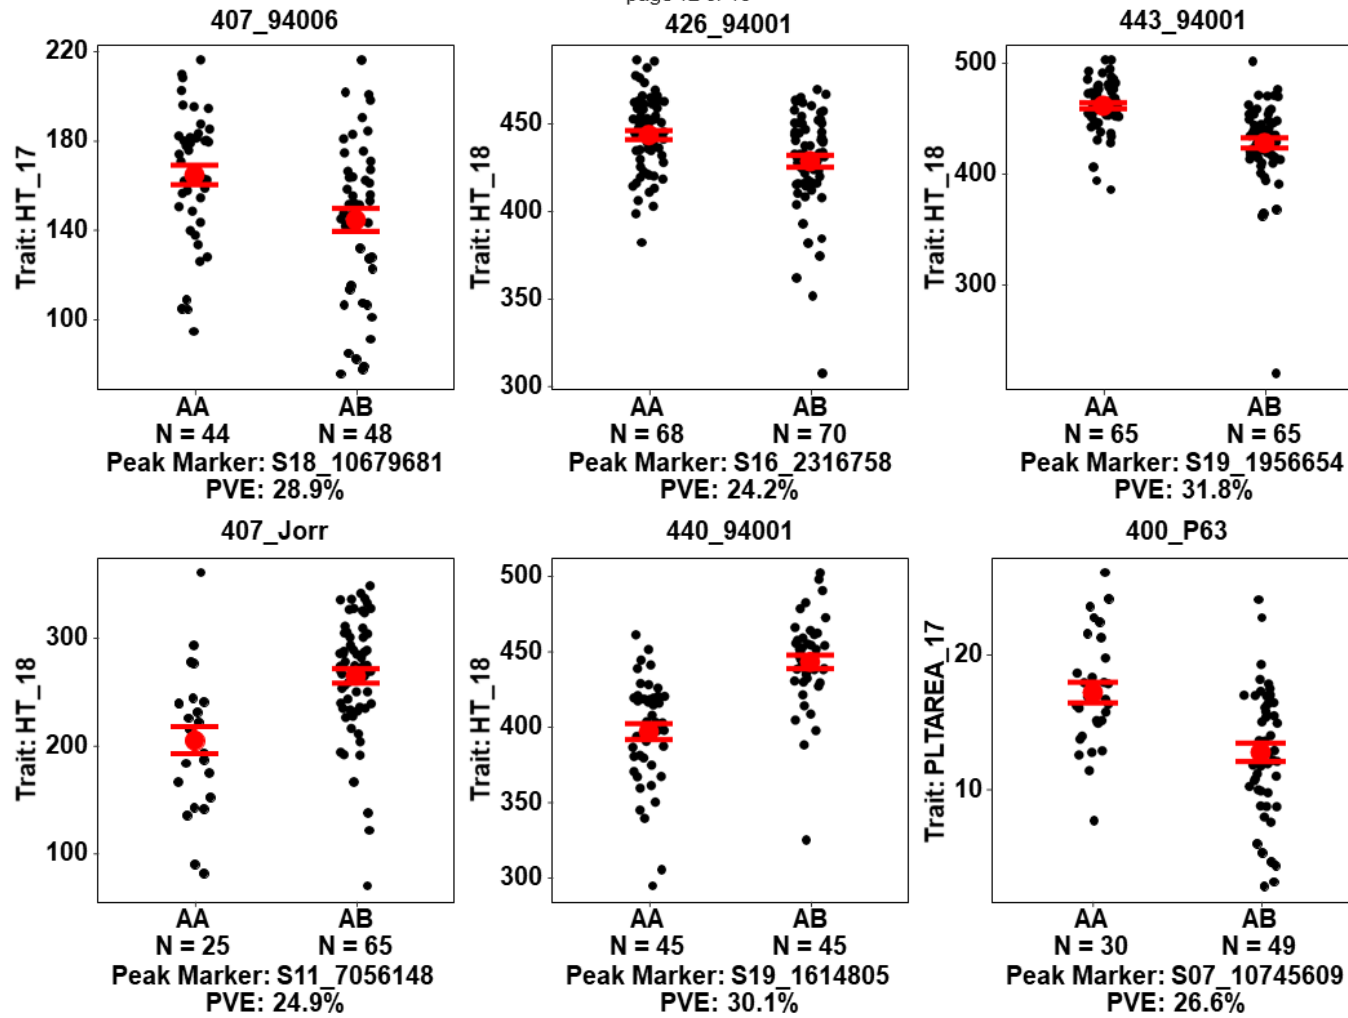 407_94006
426_94001
443_94001
Trait: HT_17
220
180
140
100
AA
AB
N = 44
N = 48
Peak Marker: S18_10679681
PVE: 28.9%
Trait: HT_18
450
400
350
300
AA
AB
N = 68
N = 70
Peak Marker: S16_2316758
PVE: 24.2%
Trait: HT_18
500
400
300
AA
AB
N = 65
N = 65
Peak Marker: S19_1956654
PVE: 31.8%
407_Jorr
440_94001
400_P63
Trait: HT_18
300
200
100
AA
AB
N = 25
N = 65
Peak Marker: S11_7056148
PVE: 24.9%
Trait: HT_18
500
450
400
350
300
AA
AB
N = 45
N = 45
Peak Marker: S19_1614805
PVE: 30.1%
Trait: PLTAREA_17
20
10
AA
AB
N = 30
N = 49
Peak Marker: S07_10745609
PVE: 26.6%